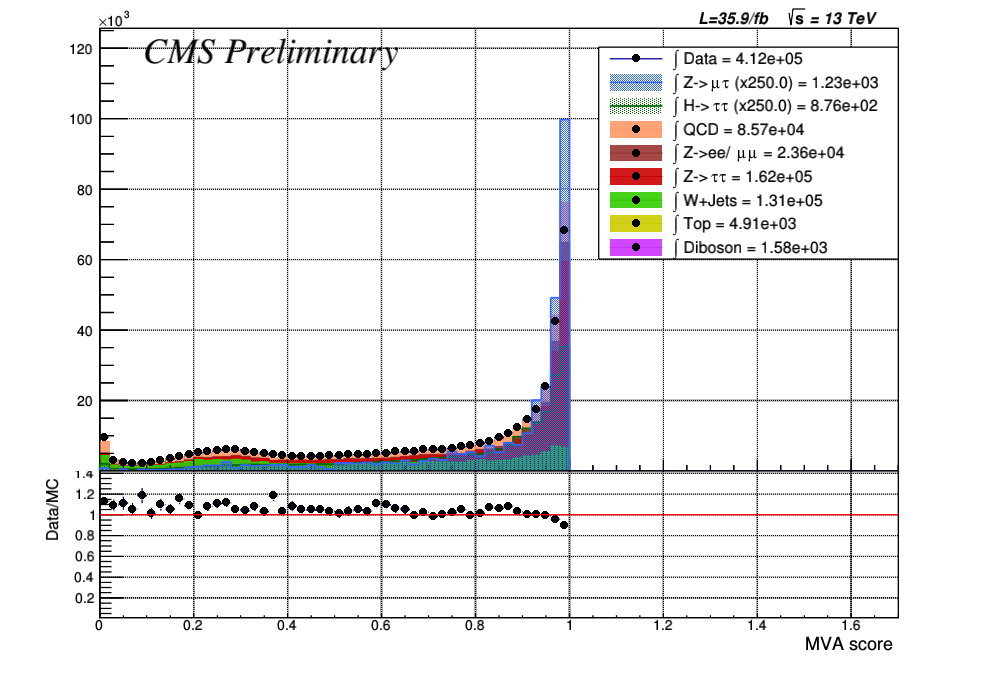 ×10³
L=35.9/fb √s = 13 TeV
CMS Preliminary
120
100
80
60
40
20
∫ Data = 4.12e+05
∫ Z-> μτ (x250.0) = 1.23e+03
∫ H-> ττ (x250.0) = 8.76e+02
∫ QCD = 8.57e+04
∫ Z->ee/ μμ = 2.36e+04
∫ Z-> ττ = 1.62e+05
∫ W+Jets = 1.31e+05
∫ Top = 4.91e+03
∫ Diboson = 1.58e+03
Data/MC
1.4
1.2
1
0.8
0.6
0.4
0.2
0 0.2 0.4 0.6 0.8 1 1.2 1.4 1.6
MVA score